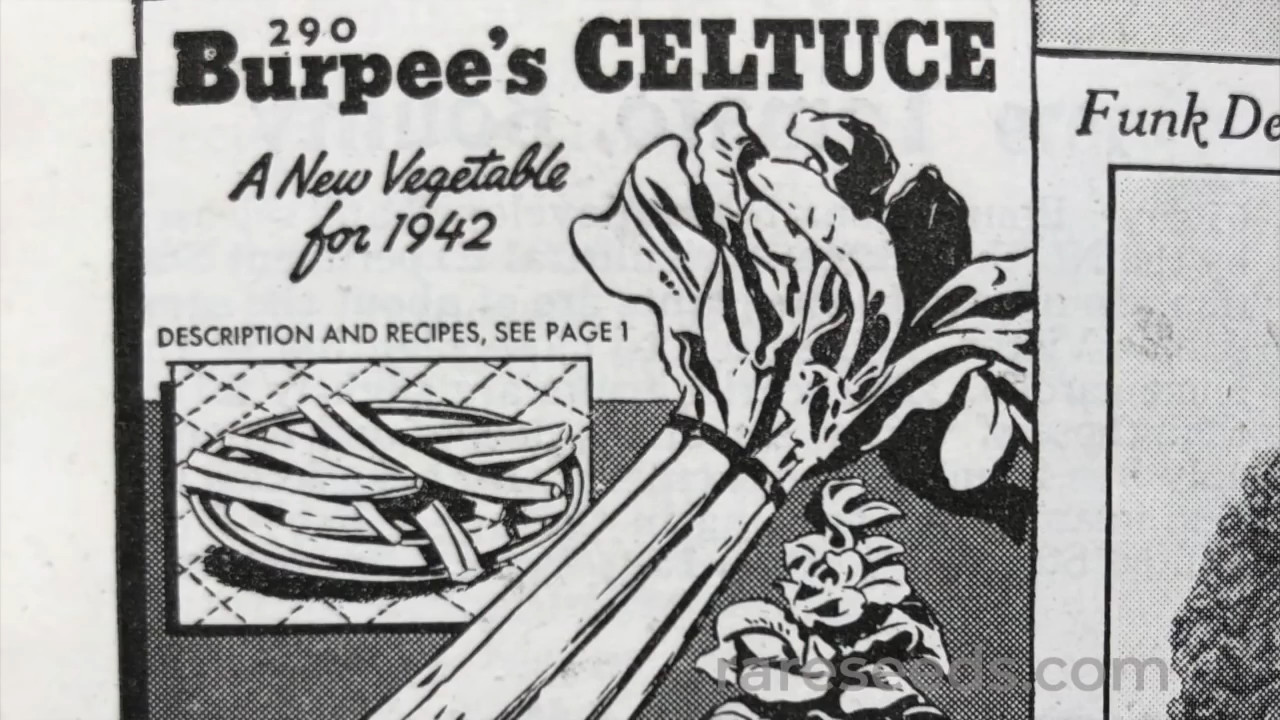 290
Burpee's CELTUCE
A New Vegetable
for 1942
DESCRIPTION AND RECIPES, SEE PAGE 1
Funk De
rareseeds.com